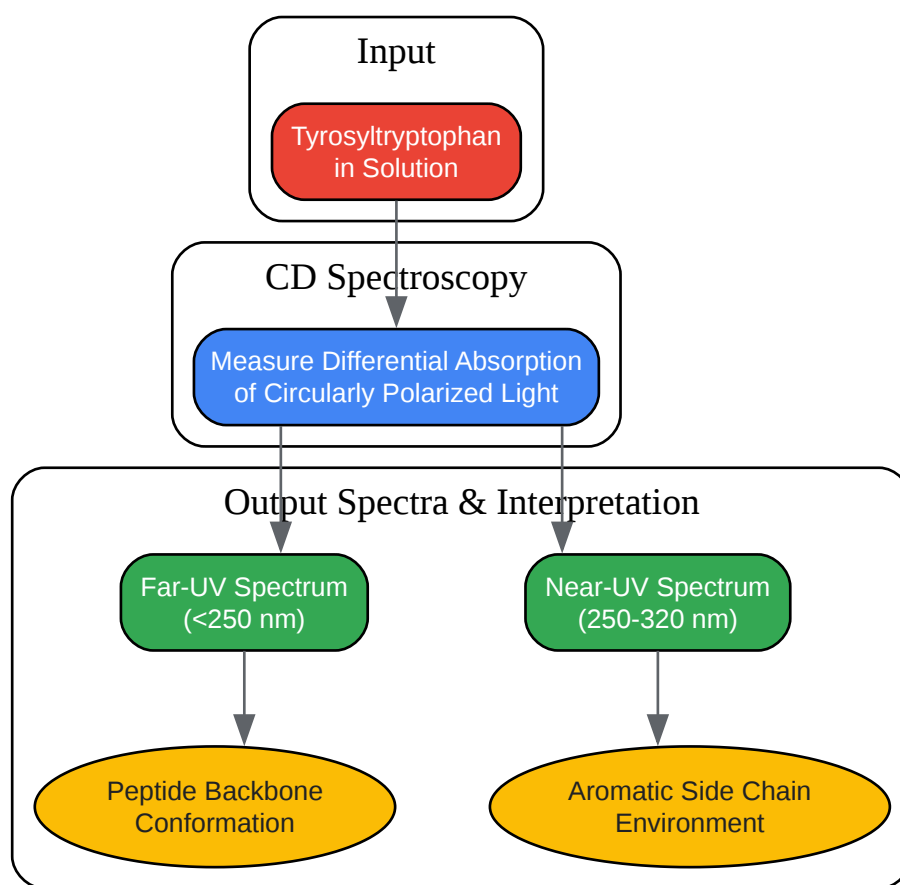 Input
Tyrosyltryptophan
in Solution
CD Spectroscopy
Measure Differential Absorption
of Circularly Polarized Light
Output Spectra & Interpretation
Far-UV Spectrum
(<250 nm)
Near-UV Spectrum
(250-320 nm)
Peptide Backbone
Conformation
Aromatic Side Chain
Environment